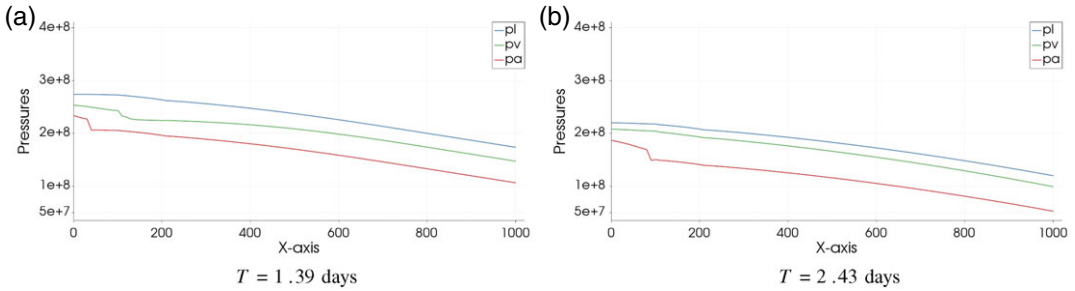 (a)
4e+8
3e+8
2e+8
1e+8
5e+7
Pressures
pl
pv
pa
0 200 400 600 800 1000
X-axis
T = 1 .39 days
(b)
4e+8
3e+8
2e+8
1e+8
5e+7
Pressures
pl
pv
pa
0 200 400 600 800 1000
X-axis
T = 2 .43 days